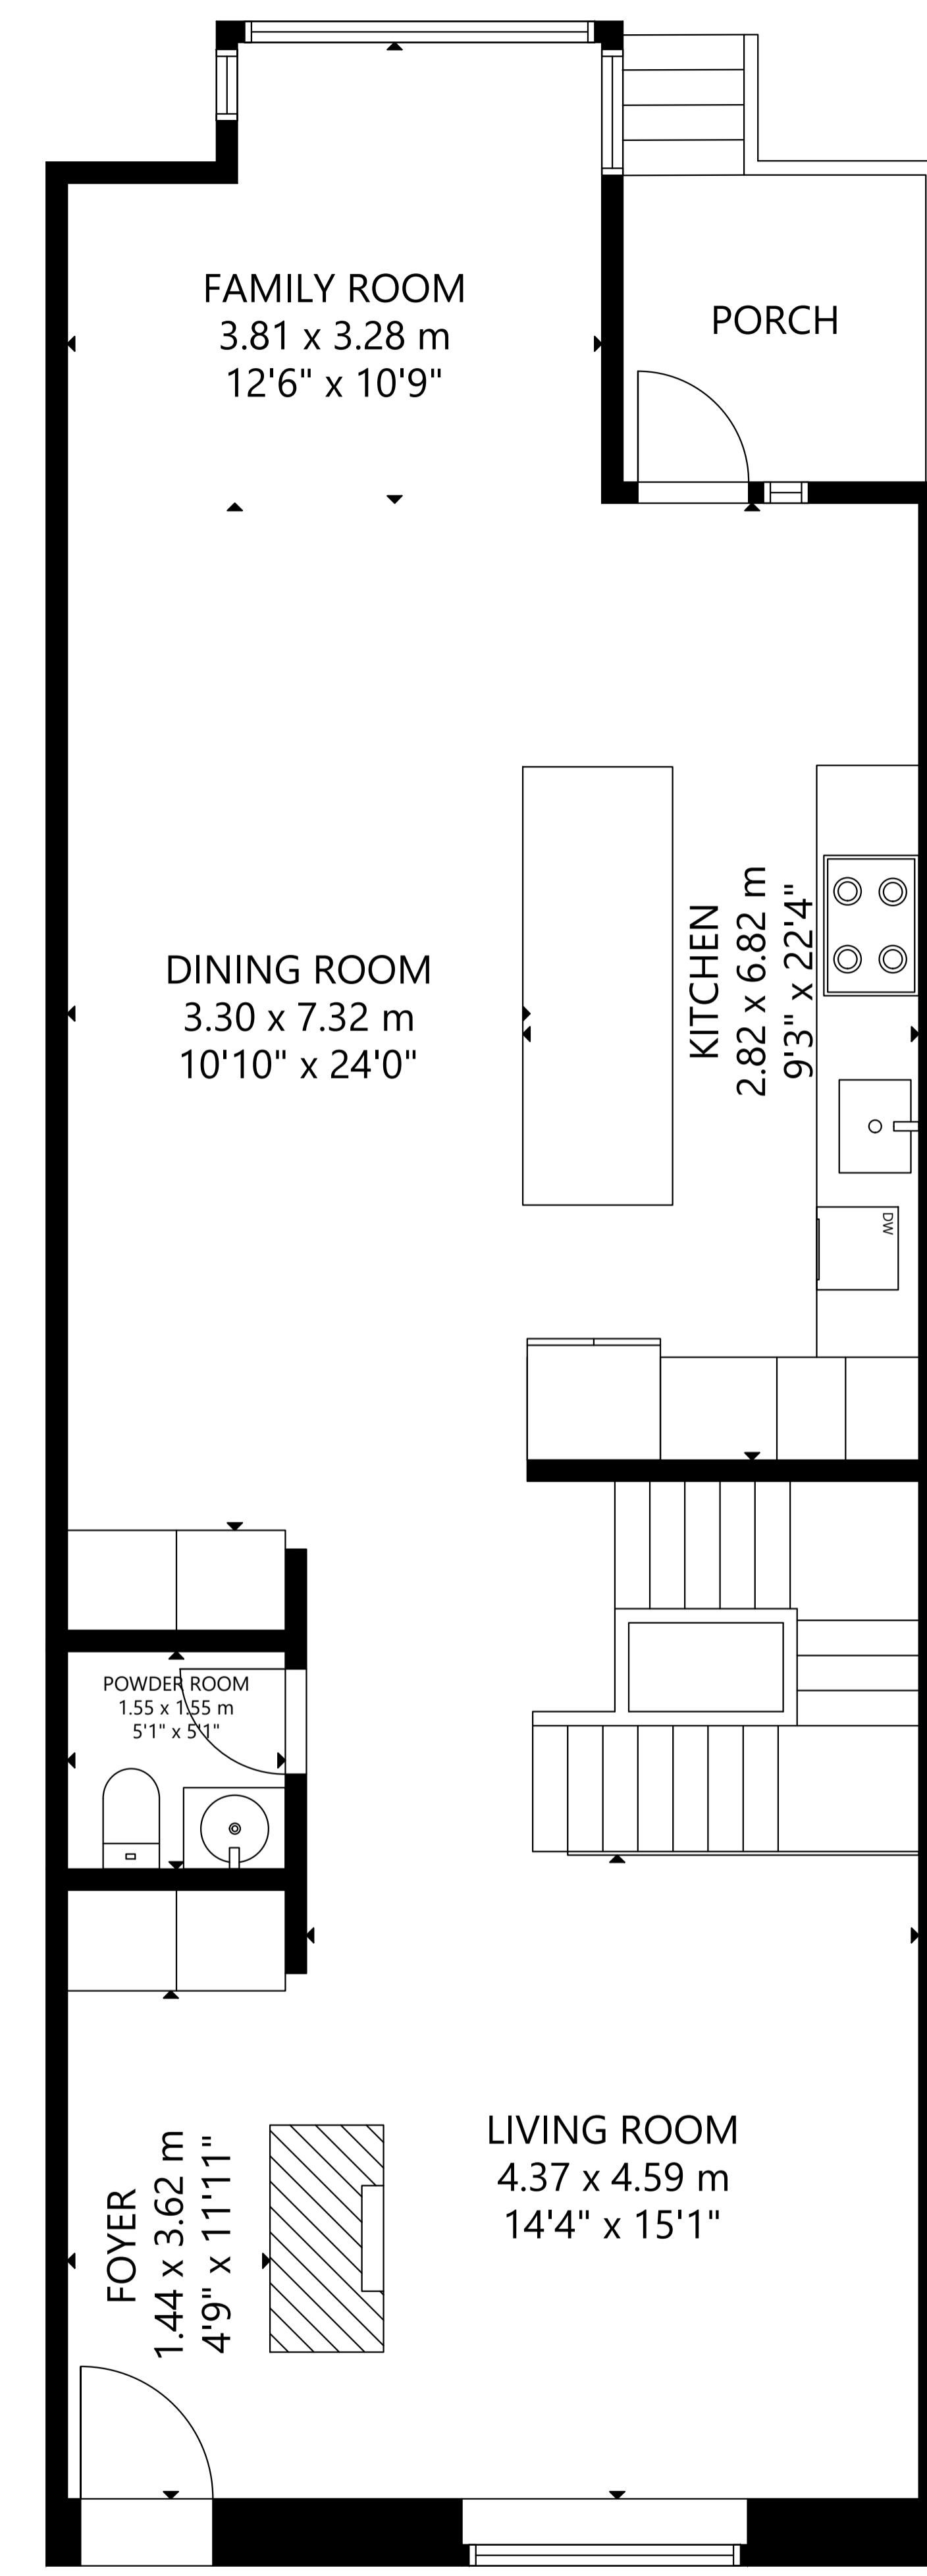 FAMILY ROOM
3.81 x 3.28 m
12'6" x 10'9"
PORCH
DINING ROOM
3.30 x 7.32 m
10'10" x 24'0"
KITCHEN
2.82 x 6.82 m
9'3" x 22'4"
DW
POWDER ROOM
1.55 x 1.55 m
5'1" x 5'1"
LIVING ROOM
4.37 x 4.59 m
14'4" x 15'1"
FOYER
1.44 x 3.62 m
4'9" x 11'11"